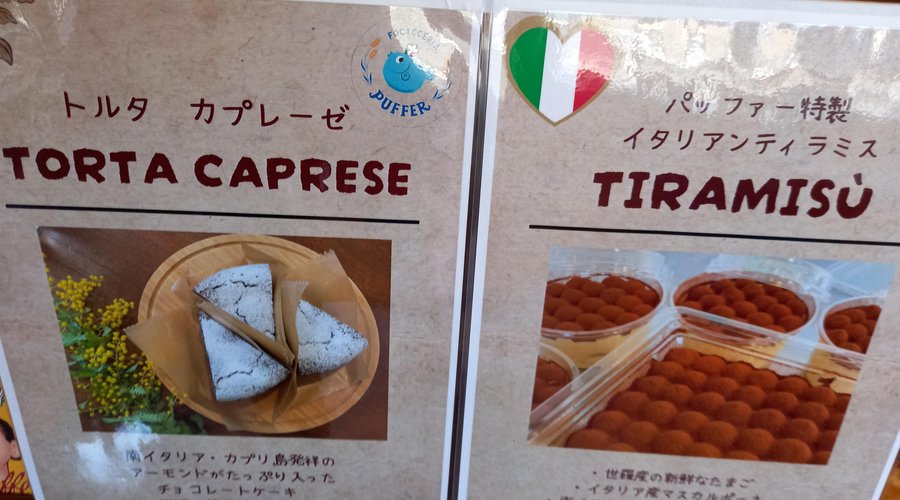 FOCACCERIA
PUFFER
トルタ カプレーゼ
TORTA CAPRESE
南イタリア・カプリ島発祥の
アーモンドがたっぷり入った
チョコレートケーキ
パッファー特製
イタリアンティラミス
TIRAMISÙ
・世羅産の新鮮なたまご
・イタリア産マスカルポーネ